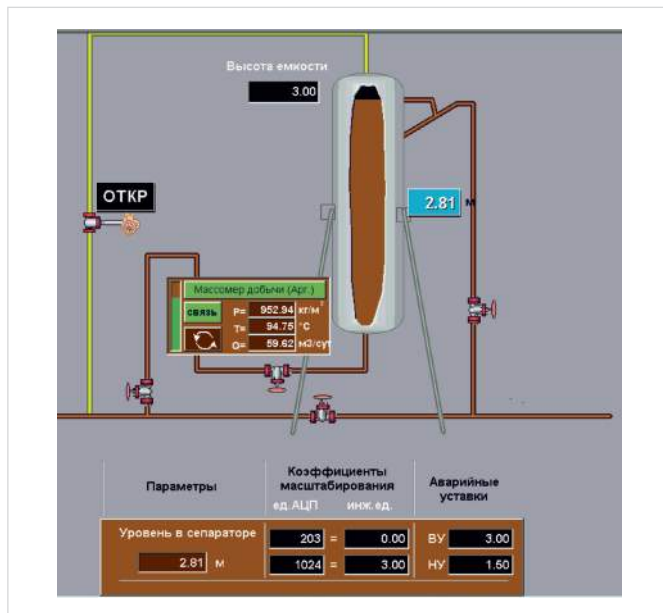 Высота емкости
3.00
ОТКР
2.81 м
Массомер добычи (Арг.)
связь P= 952.94 кг/м³
T= 94.75 °C
Q= 59.62 м3/сут
Параметры
Коэффициенты масштабирования
ед.АЦП инж.ед.
Аварийные уставки
Уровень в сепараторе
2.81 м
203 = 0.00
1024 = 3.00
ВУ 3.00
НУ 1.50